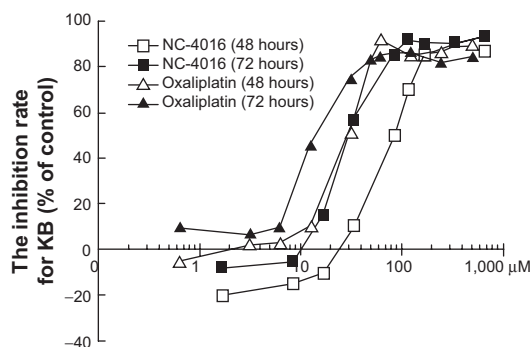 100
80
60
40
20
0
−20
−40
The inhibition rate
for KB (% of control)
NC-4016 (48 hours)
NC-4016 (72 hours)
Oxaliplatin (48 hours)
Oxaliplatin (72 hours)
0 1 10 100 1,000 µM